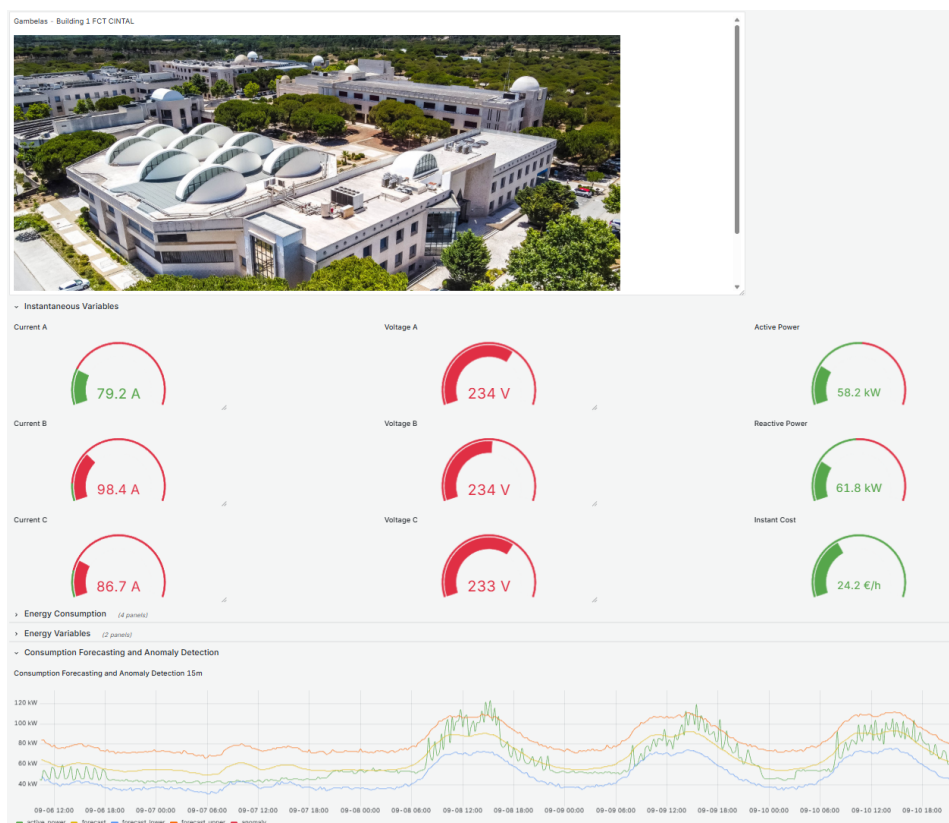 Gambelas - Building 1 FCT CINTAL
Instantaneous Variables
Current A
Voltage A
Active Power
79.2 A
234 V
58.2 kW
Current B
Voltage B
Reactive Power
98.4 A
234 V
61.8 kW
Current C
Voltage C
Instant Cost
86.7 A
233 V
24.2 €/h
Energy Consumption (4 panels)
Energy Variables (2 panels)
Consumption Forecasting and Anomaly Detection
Consumption Forecasting and Anomaly Detection 15m
120 kW
100 kW
80 kW
60 kW
40 kW
09-06 12:00 09-06 18:00 09-07 00:00 09-07 06:00 09-07 12:00 09-07 18:00 09-08 00:00 09-08 06:00 09-08 12:00 09-08 18:00 09-09 00:00 09-09 06:00 09-09 12:00 09-09 18:00 09-10 00:00 09-10 06:00 09-10 12:00 09-10 18:00
active_power forecast forecast_lower forecast_upper anomaly